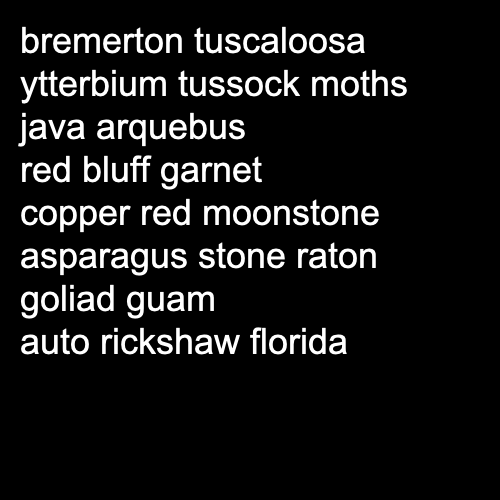 bremerton tuscaloosa
ytterbium tussock moths
java arquebus
red bluff garnet
copper red moonstone
asparagus stone raton
goliad guam
auto rickshaw florida